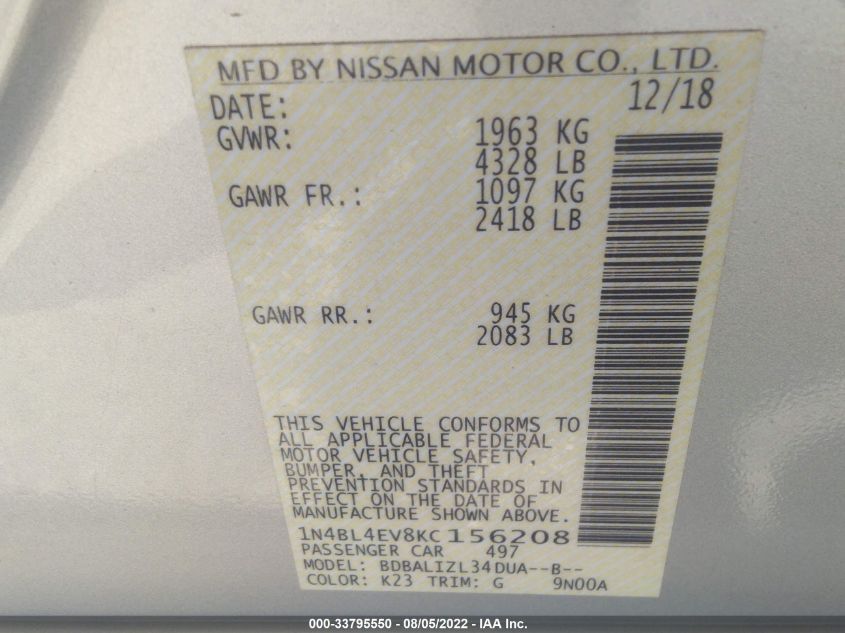 MFD BY NISSAN MOTOR CO., LTD.
DATE: 12/18
GVWR: 1963 KG
4328 LB
GAWR FR.: 1097 KG
2418 LB
GAWR RR.: 945 KG
2083 LB
THIS VEHICLE CONFORMS TO
ALL APPLICABLE FEDERAL
MOTOR VEHICLE SAFETY,
BUMPER, AND THEFT
PREVENTION STANDARDS IN
EFFECT ON THE DATE OF
MANUFACTURE SHOWN ABOVE.
1N4BL4EV8KC156208
PASSENGER CAR 497
MODEL: BDBALIZL34DUA--B--
COLOR: K23 TRIM: G 9N00A
000-33795550 - 08/05/2022 - IAA Inc.